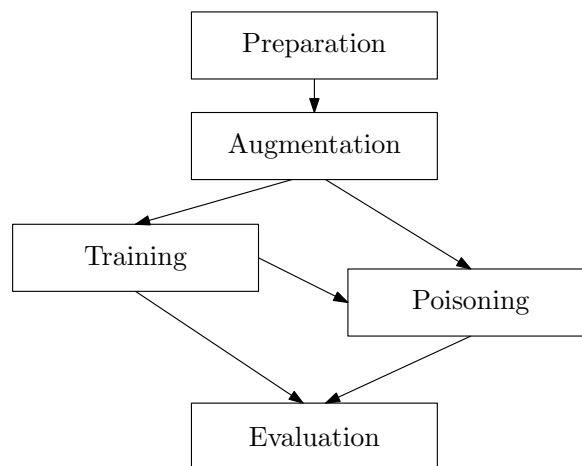 Preparation
Augmentation
Training
Poisoning
Evaluation